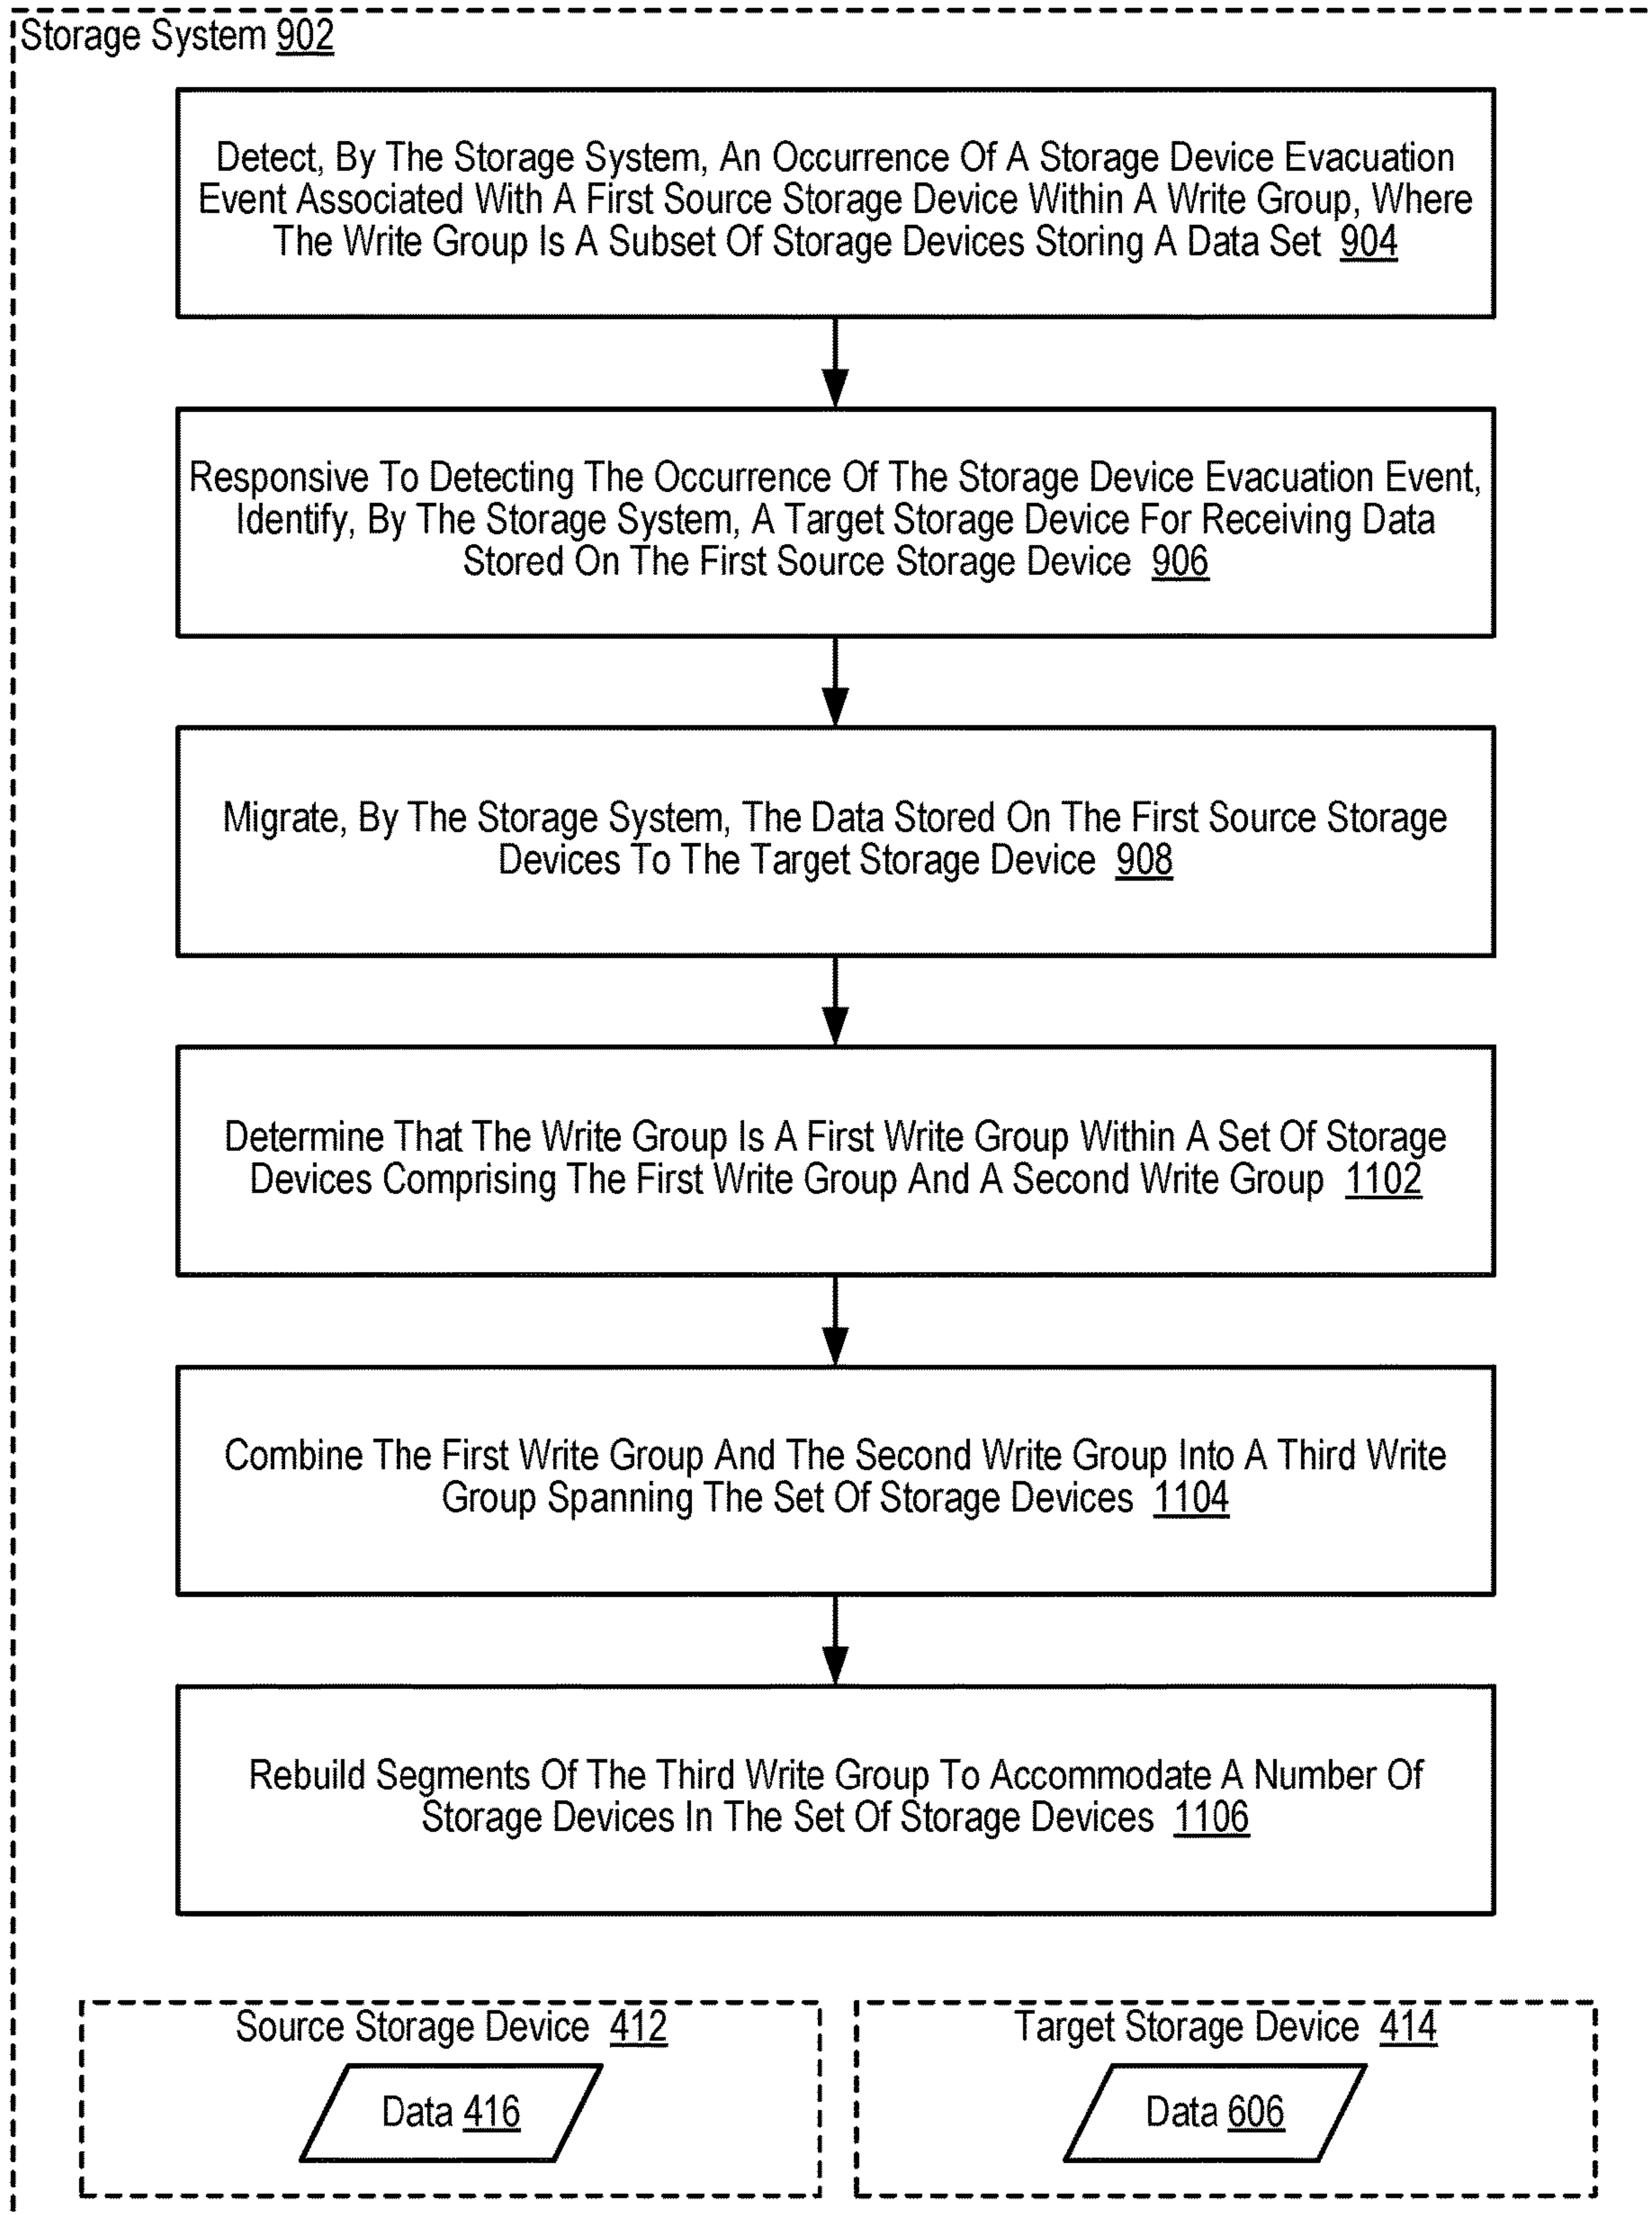 Storage System 902
Detect, By The Storage System, An Occurrence Of A Storage Device Evacuation
Event Associated With A First Source Storage Device Within A Write Group, Where
The Write Group Is A Subset Of Storage Devices Storing A Data Set 904
Responsive To Detecting The Occurrence Of The Storage Device Evacuation Event,
Identify, By The Storage System, A Target Storage Device For Receiving Data
Stored On The First Source Storage Device 906
Migrate, By The Storage System, The Data Stored On The First Source Storage
Devices To The Target Storage Device 908
Determine That The Write Group Is A First Write Group Within A Set Of Storage
Devices Comprising The First Write Group And A Second Write Group 1102
Combine The First Write Group And The Second Write Group Into A Third Write
Group Spanning The Set Of Storage Devices 1104
Rebuild Segments Of The Third Write Group To Accommodate A Number Of
Storage Devices In The Set Of Storage Devices 1106
Source Storage Device 412
Data 416
Target Storage Device 414
Data 606